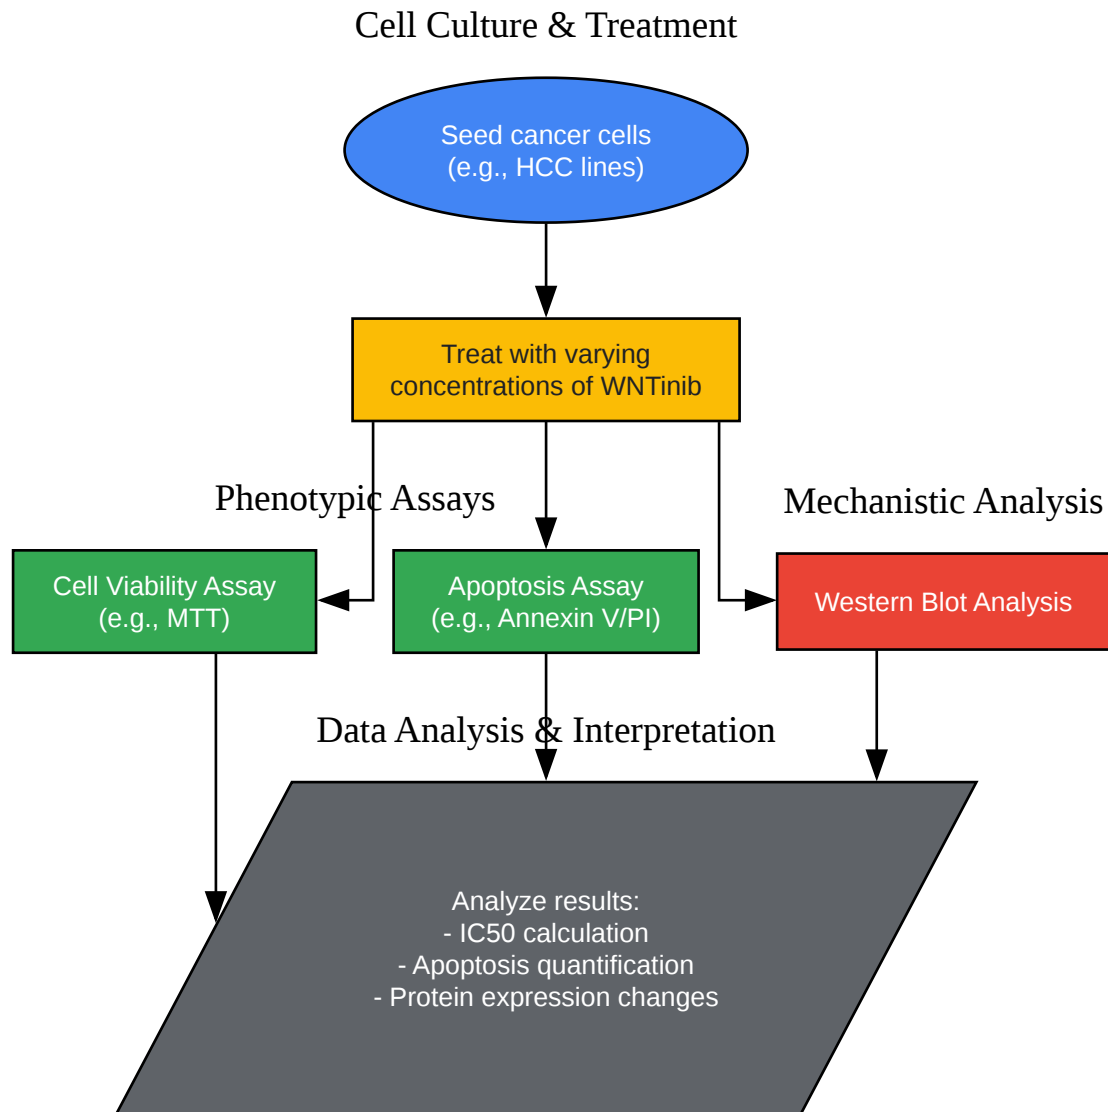 Cell Culture & Treatment
Seed cancer cells
(e.g., HCC lines)
Treat with varying
concentrations of WNTinib
Phenotypic Assays
Mechanistic Analysis
Cell Viability Assay
(e.g., MTT)
Apoptosis Assay
(e.g., Annexin V/PI)
Western Blot Analysis
Data Analysis & Interpretation
Analyze results:
- IC50 calculation
- Apoptosis quantification
- Protein expression changes